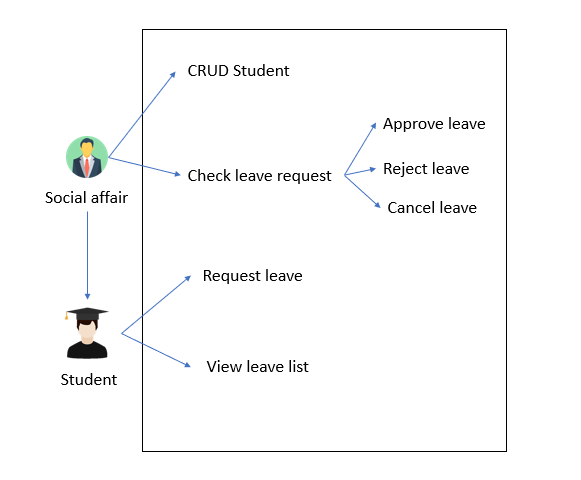 CRUD Student
Approve leave
Check leave request
Reject leave
Social affair
Cancel leave
Request leave
View leave list
Student